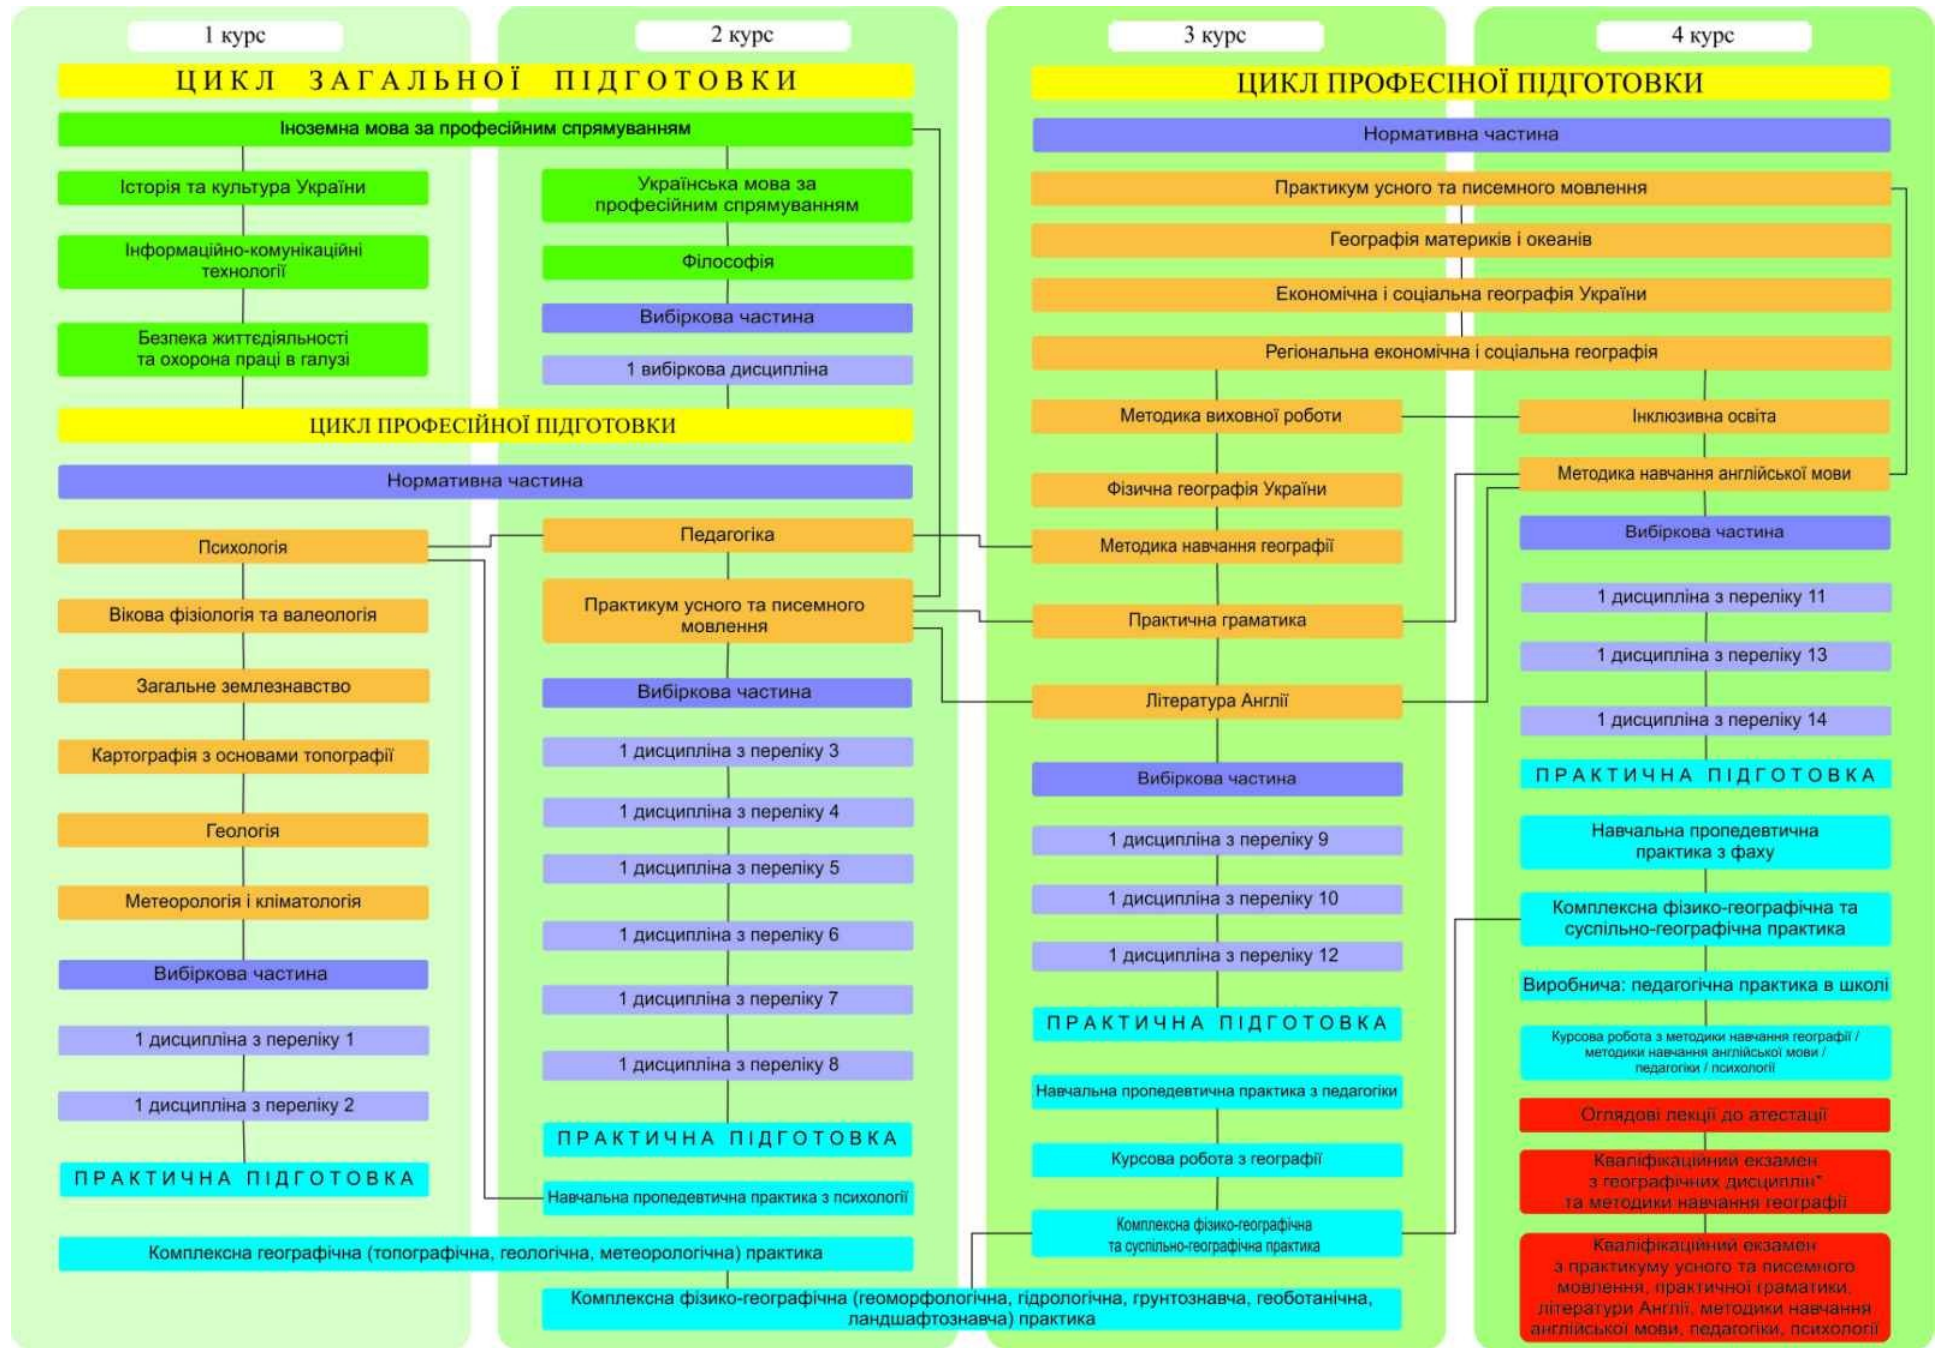 1 курс
2 курс
3 курс
4 курс
ЦИКЛ ЗАГАЛЬНОЇ ПІДГОТОВКИ
Іноземна мова за професійним спрямуванням
Історія та культура України
Інформаційно-комунікаційні
технології
Безпека життєдіяльності
та охорона праці в галузі
Українська мова за
професійним спрямуванням
Філософія
Вибіркова частина
1 вибіркова дисципліна
ЦИКЛ ПРОФЕСІЙНОЇ ПІДГОТОВКИ
Нормативна частина
Психологія
Вікова фізіологія та валеологія
Загальне землезнавство
Картографія з основами топографії
Геологія
Метеорологія і кліматологія
Вибіркова частина
1 дисципліна з переліку 1
1 дисципліна з переліку 2
ПРАКТИЧНА ПІДГОТОВКА
Педагогіка
Практикум усного та писемного
мовлення
Вибіркова частина
1 дисципліна з переліку 3
1 дисципліна з переліку 4
1 дисципліна з переліку 5
1 дисципліна з переліку 6
1 дисципліна з переліку 7
1 дисципліна з переліку 8
ПРАКТИЧНА ПІДГОТОВКА
Навчальна пропедевтична практика з психології
Комплексна географічна (топографічна, геологічна, метеорологічна) практика
Комплексна фізико-географічна (геоморфологічна, гідрологічна, грунтознавча, геоботанічна,
ландшафтознавча) практика
ЦИКЛ ПРОФЕСІНОЇ ПІДГОТОВКИ
Нормативна частина
Практикум усного та писемного мовлення
Географія материків і океанів
Економічна і соціальна географія України
Регіональна економічна і соціальна географія
Методика виховної роботи
Фізична географія України
Методика навчання географії
Практична граматика
Література Англії
Вибіркова частина
1 дисципліна з переліку 9
1 дисципліна з переліку 10
1 дисципліна з переліку 12
ПРАКТИЧНА ПІДГОТОВКА
Навчальна пропедевтична практика з педагогіки
Курсова робота з географії
Комплексна фізико-географічна
та суспільно-географічна практика
Інклюзивна освіта
Методика навчання англійської мови
Вибіркова частина
1 дисципліна з переліку 11
1 дисципліна з переліку 13
1 дисципліна з переліку 14
ПРАКТИЧНА ПІДГОТОВКА
Навчальна пропедевтична
практика з фаху
Комплексна фізико-географічна та
суспільно-географічна практика
Виробнича: педагогічна практика в школі
Курсова робота з методики навчання географії /
методики навчання англійської мови /
педагогіки / психології
Оглядові лекції до атестації
Кваліфікаційний екзамен
з географічних дисциплін*
та методики навчання географії
Кваліфікаційний екзамен
з практикуму усного та писемного
мовлення, практичної граматики,
літератури Англії, методики навчання
англійської мови, педагогіки, психології